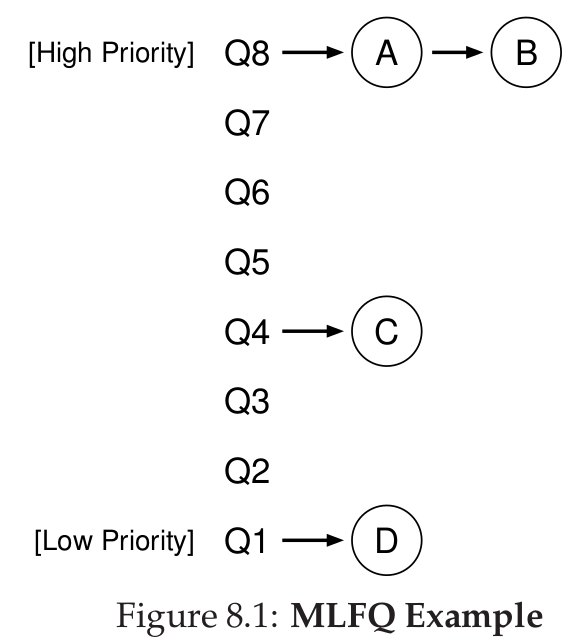 [High Priority] Q8 A B
Q7
Q6
Q5
Q4 C
Q3
Q2
[Low Priority] Q1 D
Figure 8.1: MLFQ Example